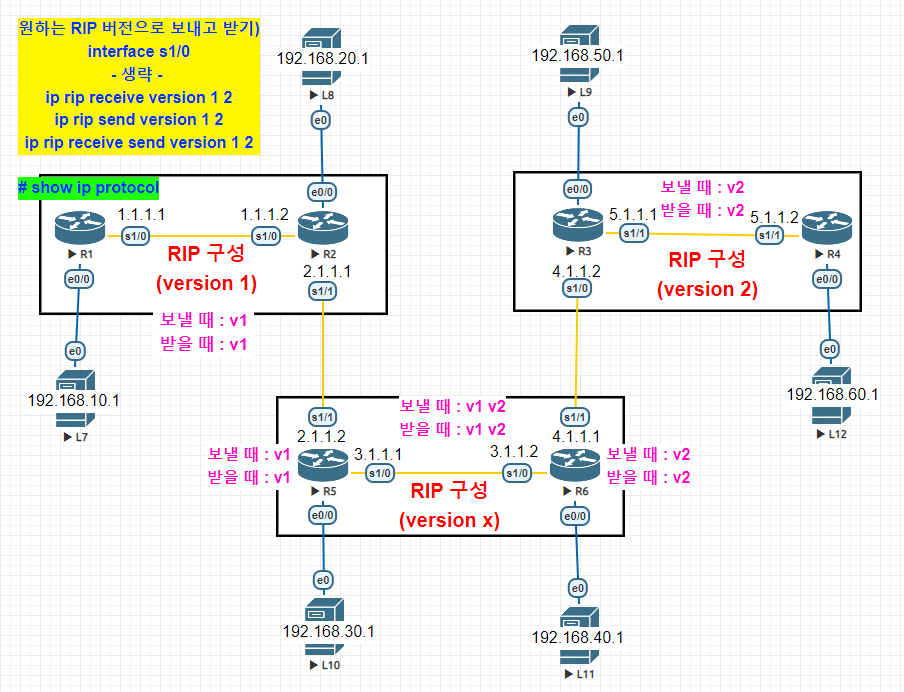 원하는 RIP 버전으로 보내고 받기)
interface s1/0
- 생략 -
ip rip receive version 1 2
ip rip send version 1 2
ip rip receive send version 1 2
# show ip protocol
192.168.20.1
L8
e0
192.168.50.1
L9
e0
e0/0
1.1.1.1
1.1.1.2
s1/0
s1/0
R1
R2
RIP 구성
(version 1)
e0/0
2.1.1.1
s1/1
보낼 때 : v1
받을 때 : v1
e0
192.168.10.1
L7
e0/0
보낼 때 : v2
받을 때 : v2
5.1.1.1
5.1.1.2
s1/1
s1/1
R3
R4
RIP 구성
(version 2)
4.1.1.2
s1/0
e0/0
e0
192.168.60.1
L12
보낼 때 : v1 v2
받을 때 : v1 v2
s1/1
s1/1
2.1.1.2
4.1.1.1
보낼 때 : v1
받을 때 : v1
3.1.1.1
3.1.1.2
보낼 때 : v2
받을 때 : v2
s1/0
s1/0
R5
R6
RIP 구성
(version x)
e0/0
e0/0
e0
e0
192.168.30.1
192.168.40.1
L10
L11